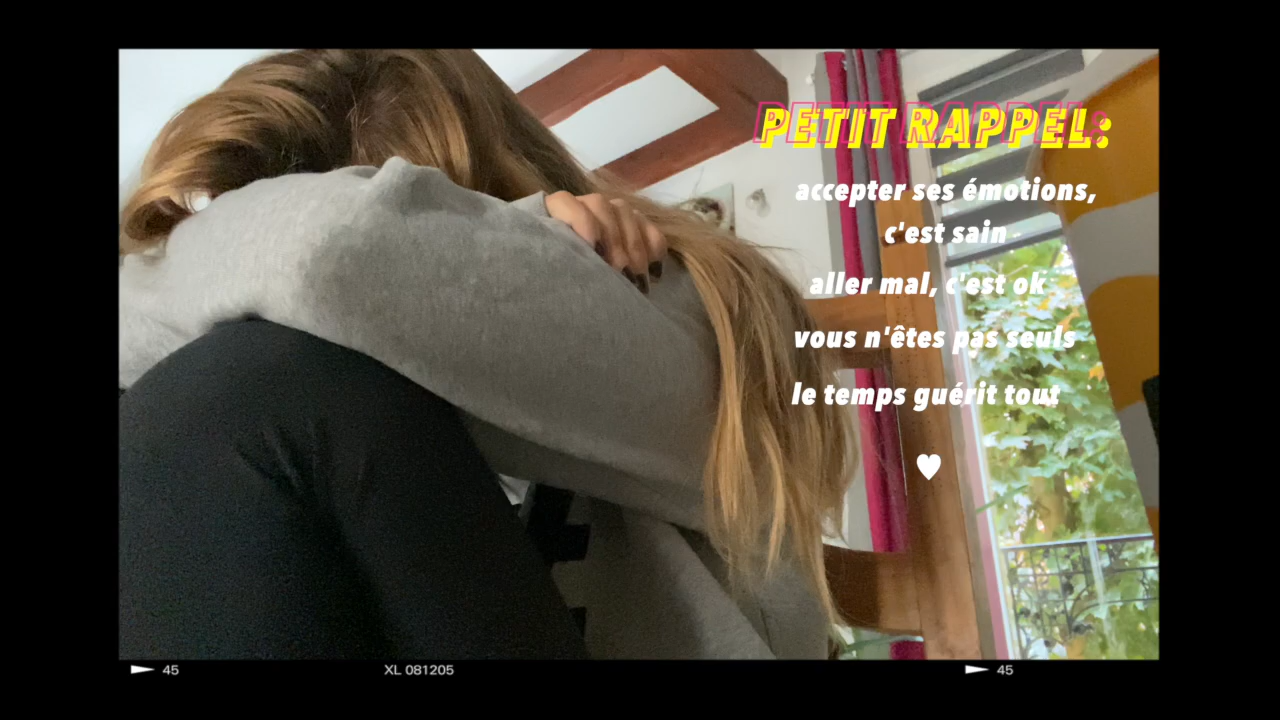 PETIT RAPPEL:
accepter ses émotions,
c'est sain
aller mal, c'est ok
vous n'êtes pas seuls
le temps guérit tout
45
XL 081205
45